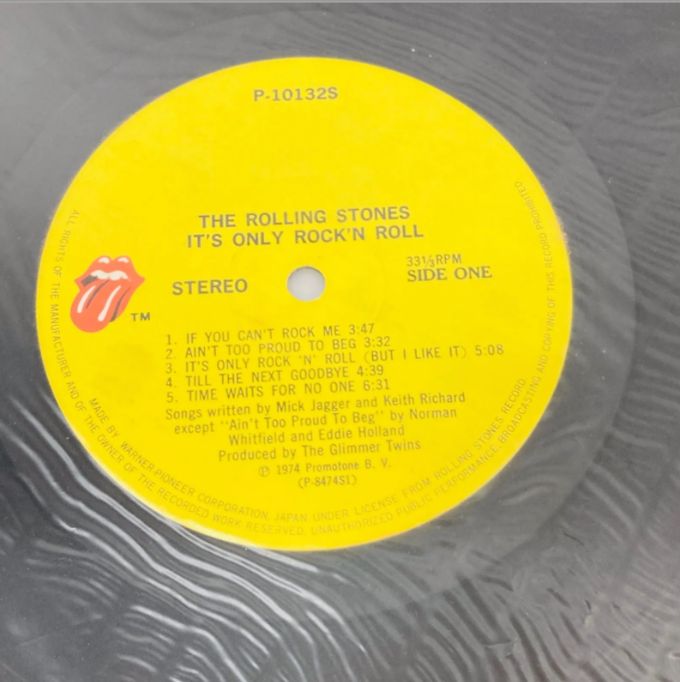 P-10132S
THE ROLLING STONES
IT'S ONLY ROCK'N ROLL
STEREO
33⅓RPM
SIDE ONE
TM
1. IF YOU CAN'T ROCK ME 3:47
2. AIN'T TOO PROUD TO BEG 3:32
3. IT'S ONLY ROCK 'N' ROLL (BUT I LIKE IT) 5:08
4. TILL THE NEXT GOODBYE 4:39
5. TIME WAITS FOR NO ONE 6:31
Songs written by Mick Jagger and Keith Richard
except "Ain't Too Proud To Beg" by Norman
Whitfield and Eddie Holland
Produced by The Glimmer Twins
℗ 1974 Promotone B. V.
(P-8474S1)
MADE BY WARNER-PIONEER CORPORATION, JAPAN UNDER LICENSE FROM ROLLING STONES RECORD
ALL RIGHTS OF THE MANUFACTURER AND OF THE OWNER OF THE RECORDED WORK RESERVED. UNAUTHORIZED PUBLIC PERFORMANCE, BROADCASTING AND COPYING OF THIS RECORD PROHIBITED